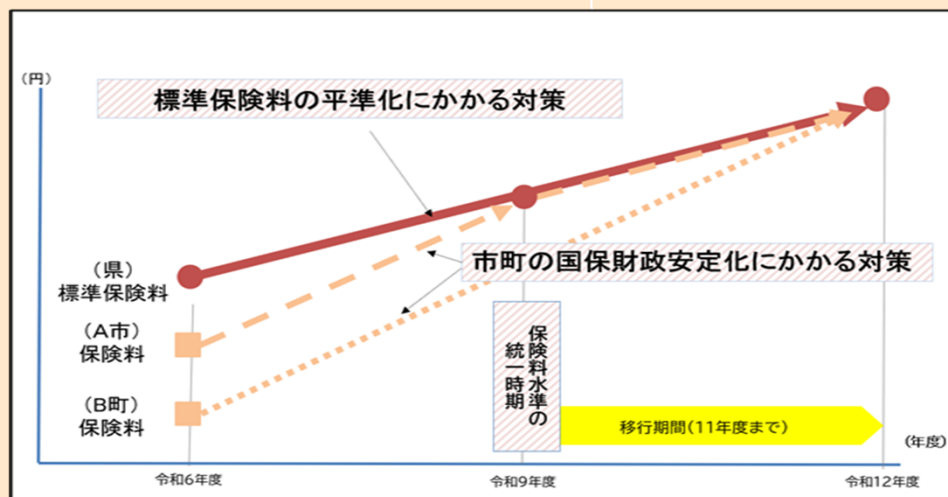 (円)
標準保険料の平準化にかかる対策
市町の国保財政安定化にかかる対策
(県)
標準保険料
(A市)
保険料
(B町)
保険料
保険料水準の
統一時期
移行期間(11年度まで)
(年度)
令和6年度
令和9年度
令和12年度